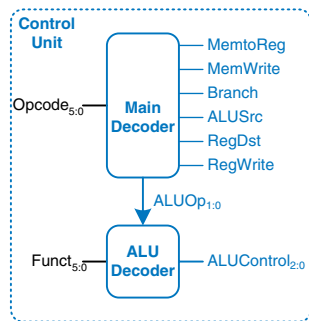 Control
Unit
MemtoReg
MemWrite
Branch
Opcode5:0
Main
Decoder
ALUSrc
RegDst
RegWrite
ALUOp1:0
Funct5:0
ALU
Decoder
ALUControl2:0